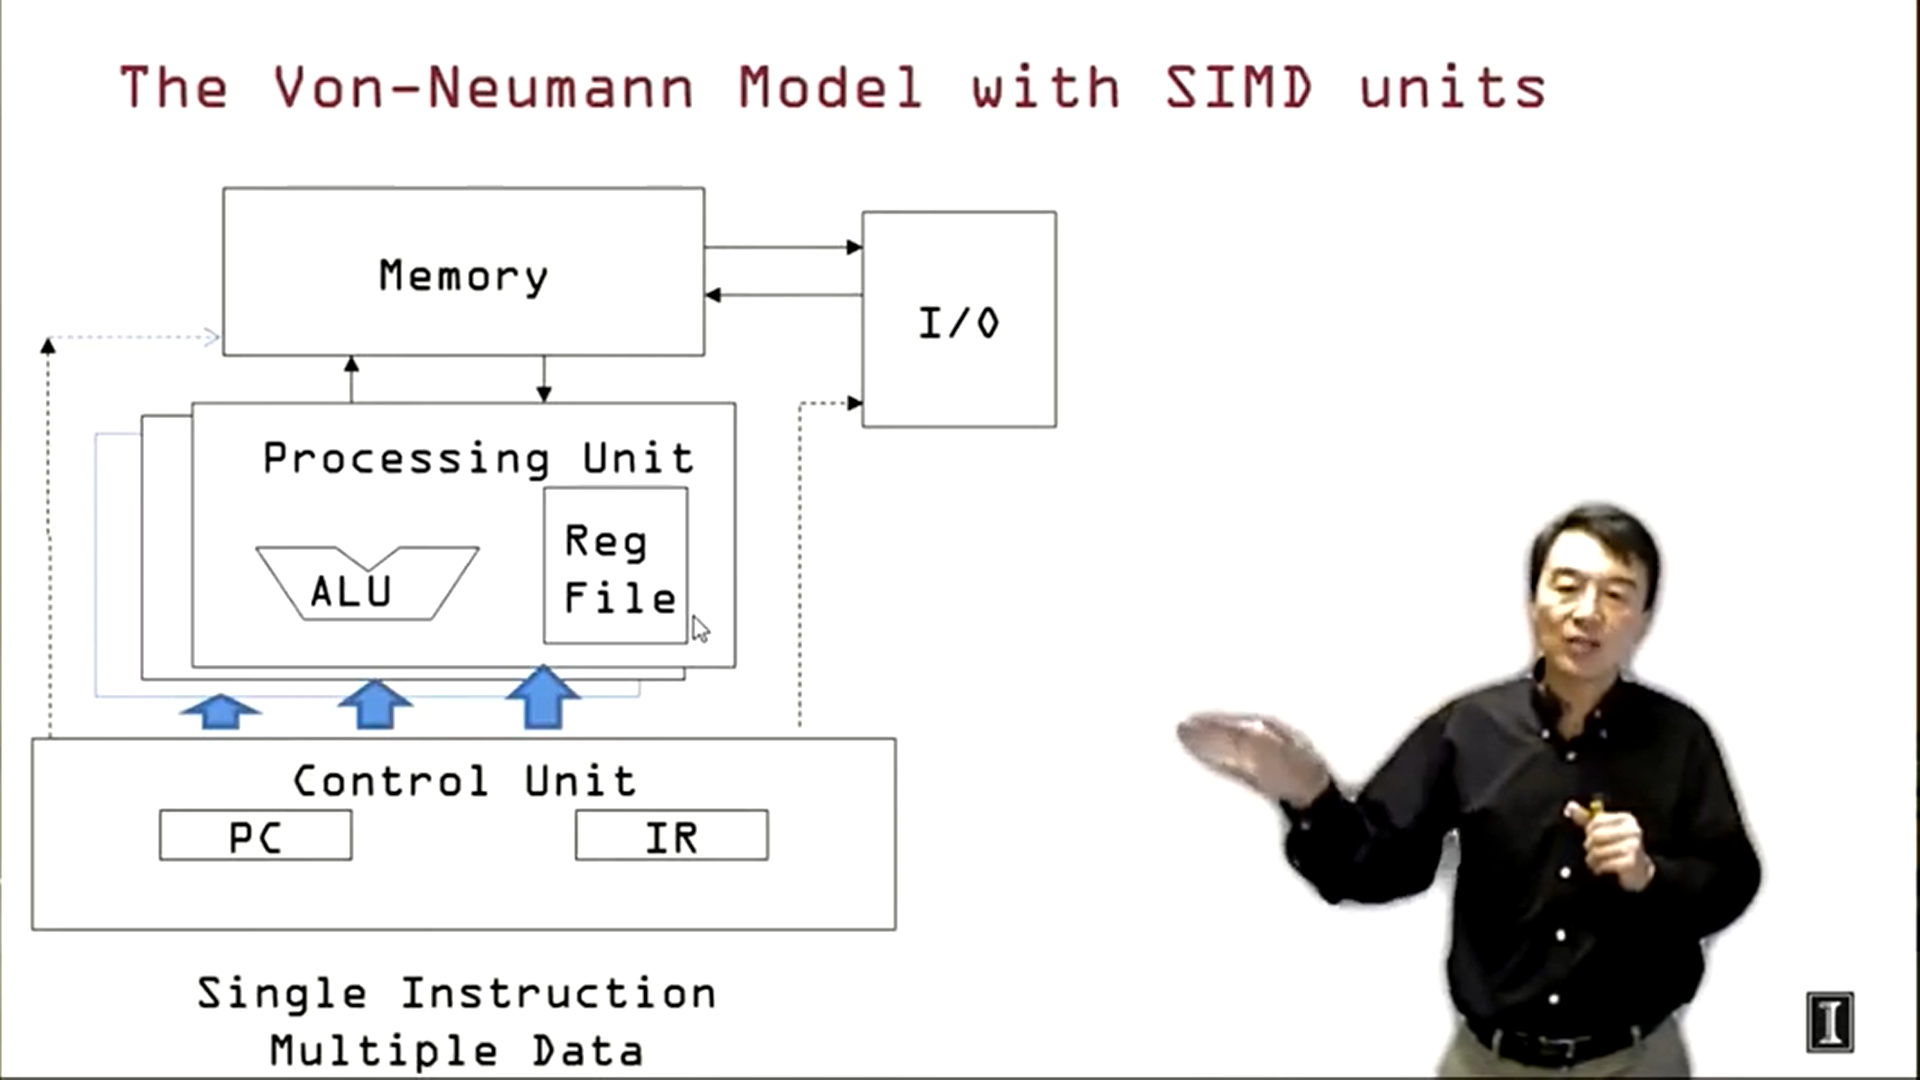 The Von-Neumann Model with SIMD units
Memory
I/O
Processing Unit
ALU
Reg
File
Control Unit
PC
IR
Single Instruction
Multiple Data
I